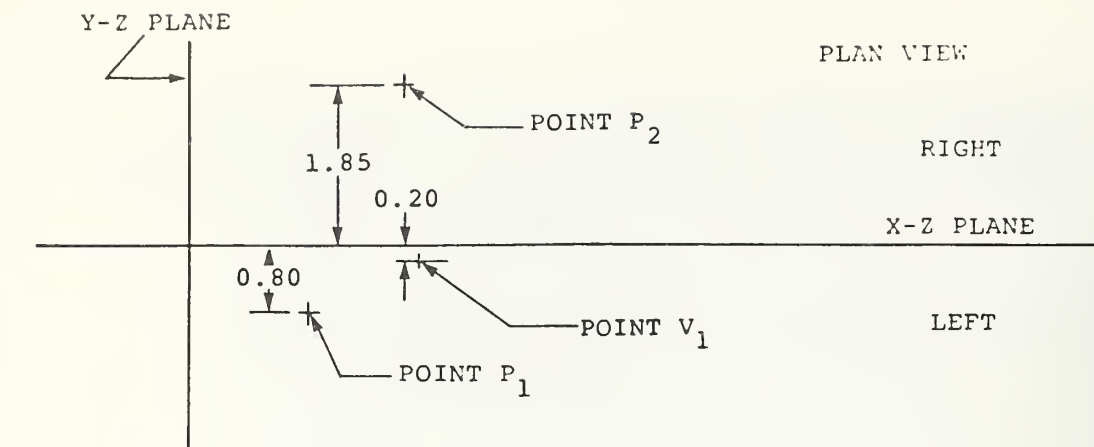 Y-Z PLANE
PLAN VIEW
POINT P2
RIGHT
1.85
0.20
X-Z PLANE
0.80
POINT V1
LEFT
POINT P1